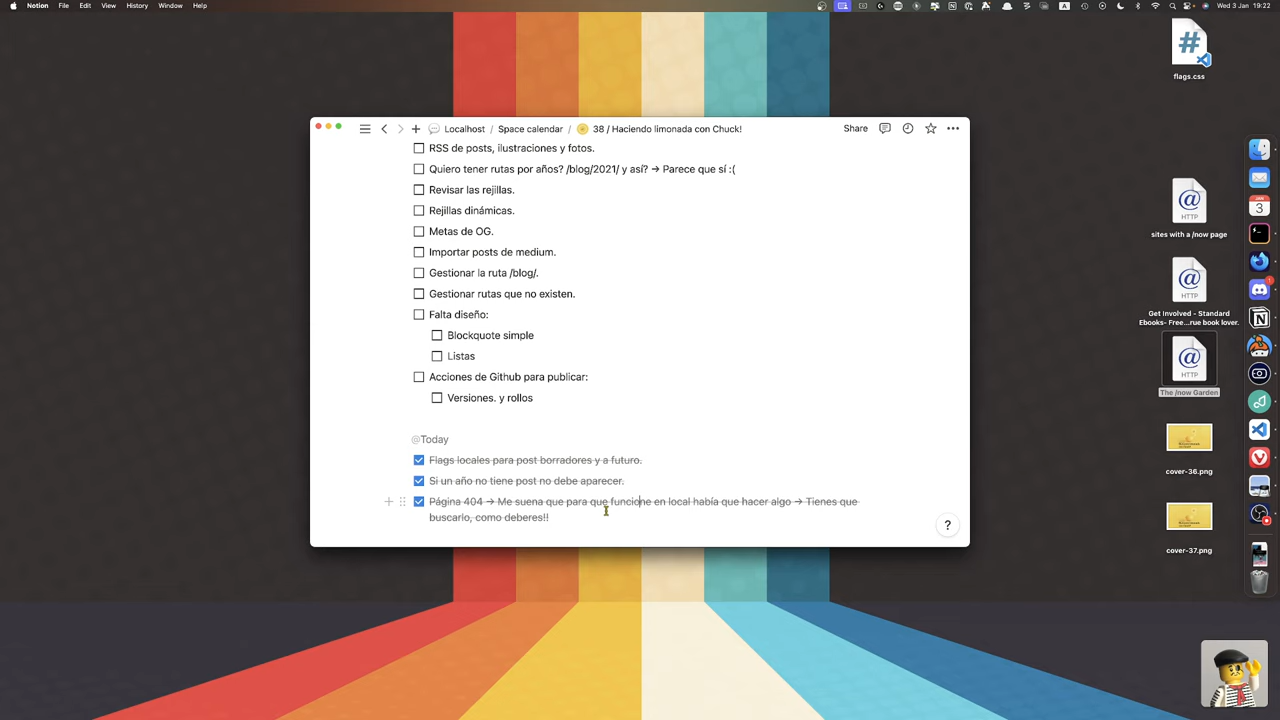 Notion File Edit View History Window Help
A
Wed 3 Jan 19:22
flags.css
sites with a /now page
Get Involved - Standard
Ebooks- Free...rue book lover.
The /now Garden
cover-36.png
cover-37.png
HTTP
HTTP
HTTP
JAN
3
Localhost / Space calendar / 38 / Haciendo limonada con Chuck!
Share
RSS de posts, ilustraciones y fotos.
Quiero tener rutas por años? /blog/2021/ y así? → Parece que sí :(
Revisar las rejillas.
Rejillas dinámicas.
Metas de OG.
Importar posts de medium.
Gestionar la ruta /blog/.
Gestionar rutas que no existen.
Falta diseño:
Blockquote simple
Listas
Acciones de Github para publicar:
Versiones. y rollos
@Today
Flags locales para post borradores y a futuro.
Si un año no tiene post no debe aparecer.
Página 404 → Me suena que para que funcione en local había que hacer algo → Tienes que
buscarlo, como deberes!!
?